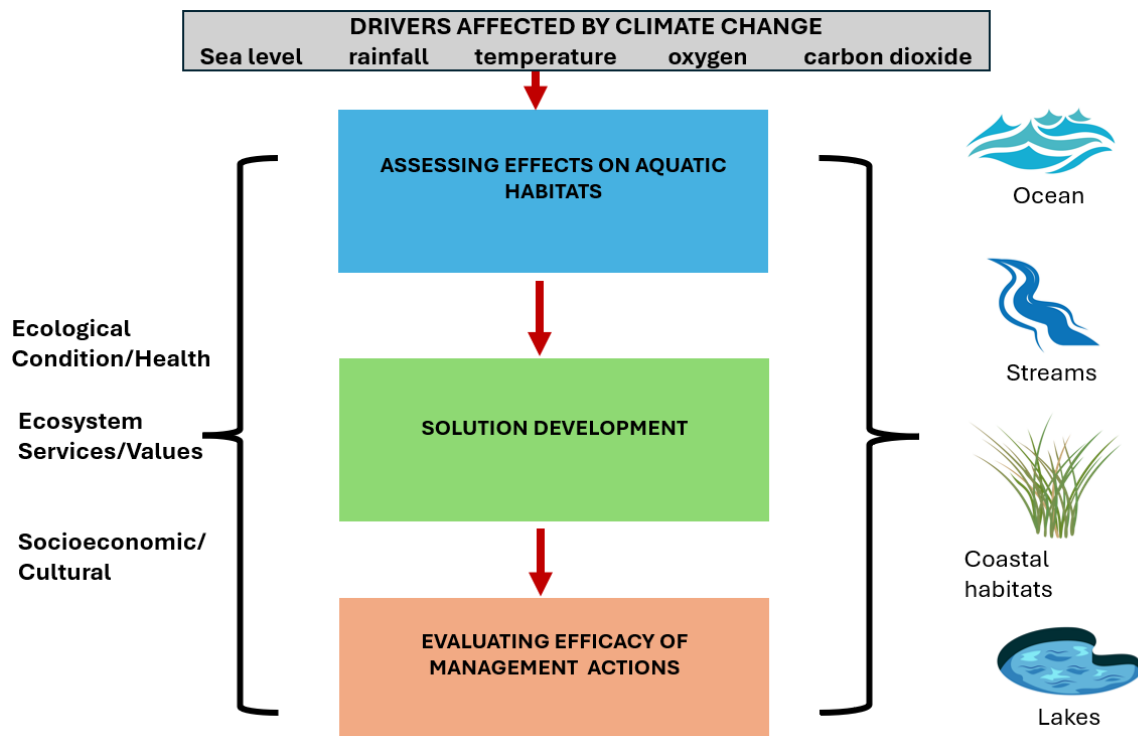 DRIVERS AFFECTED BY CLIMATE CHANGE
Sea level rainfall temperature oxygen carbon dioxide
ASSESSING EFFECTS ON AQUATIC
HABITATS
Ocean
Streams
Ecological
Condition/Health
Ecosystem
Services/Values
SOLUTION DEVELOPMENT
Socioeconomic/
Cultural
Coastal
habitats
EVALUATING EFFICACY OF
MANAGEMENT ACTIONS
Lakes